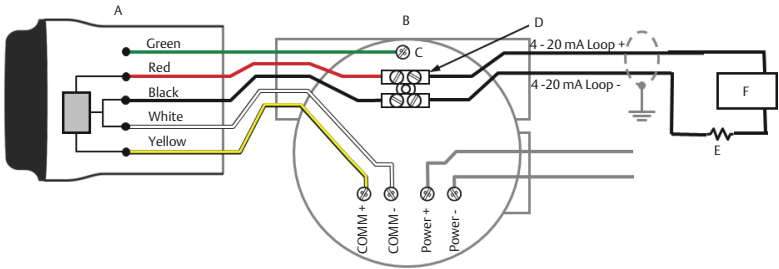 A
B
D
Green
C
4 - 20 mA Loop +
Red
Black
4 -20 mA Loop -
F
White
Yellow
E
COMM +
COMM -
Power +
Power -